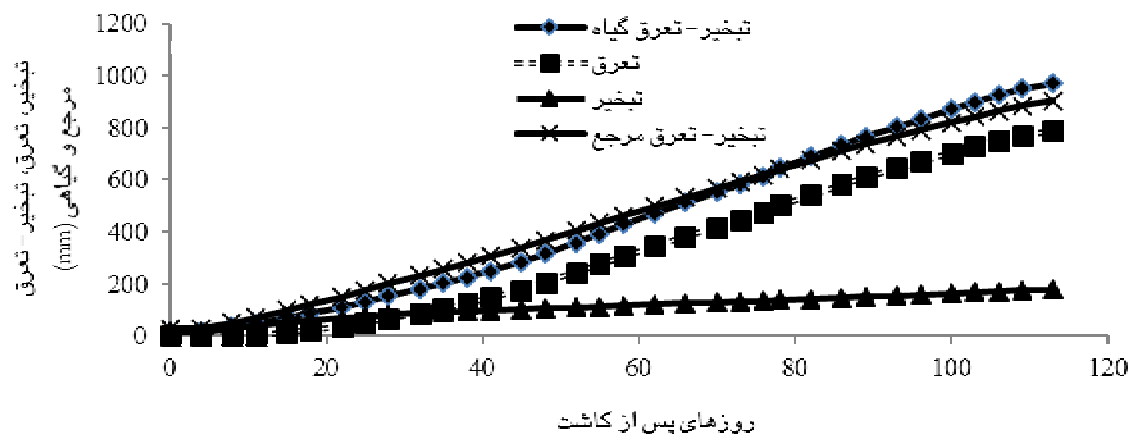 1200
1000
800
600
400
200
0
تبخیر، تعرق، تبخیر - تعرق
مرجع و گیاهی (mm)
تبخیر - تعرق گیاه
تعرق
تبخیر
تبخیر - تعرق مرجع
0 20 40 60 80 100 120
روزهای پس از کاشت